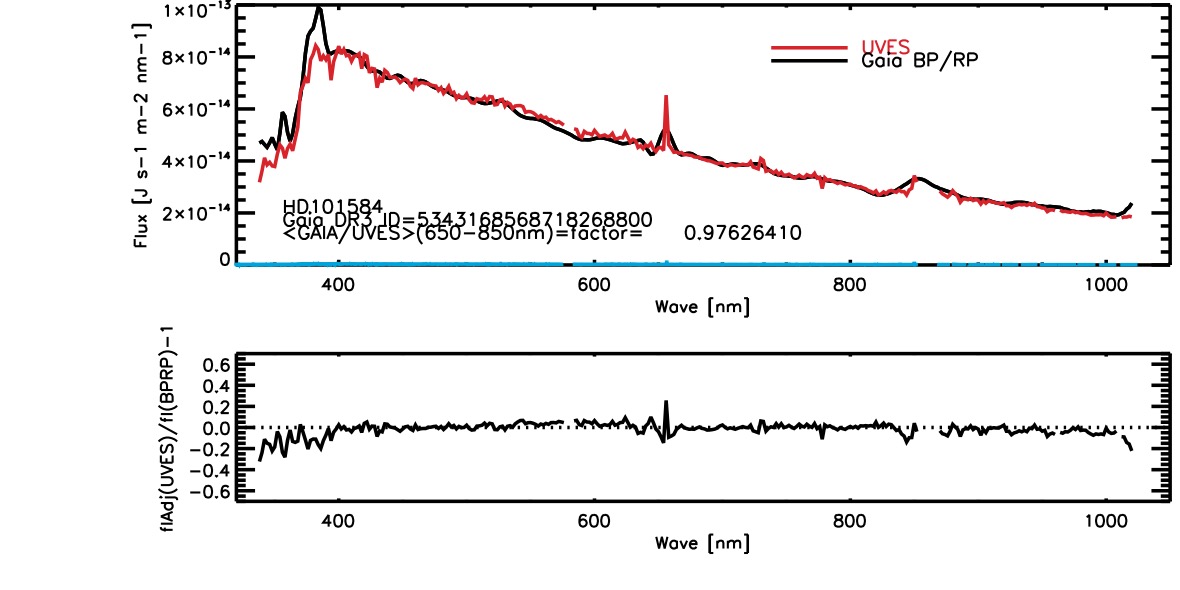 1×10−13
8×10−14
6×10−14
4×10−14
2×10−14
0
Flux [J s−1 m−2 nm−1]
UVES
Gaia BP/RP
HD101584
Gaia DR3 ID=5343168568718268800
<GAIA/UVES>(650−850nm)=factor= 0.97626410
400 600 800 1000
Wave [nm]
flAdj(UVES)/fl(BPRP)−1
0.6
0.4
0.2
0.0
−0.2
−0.4
−0.6
400 600 800 1000
Wave [nm]